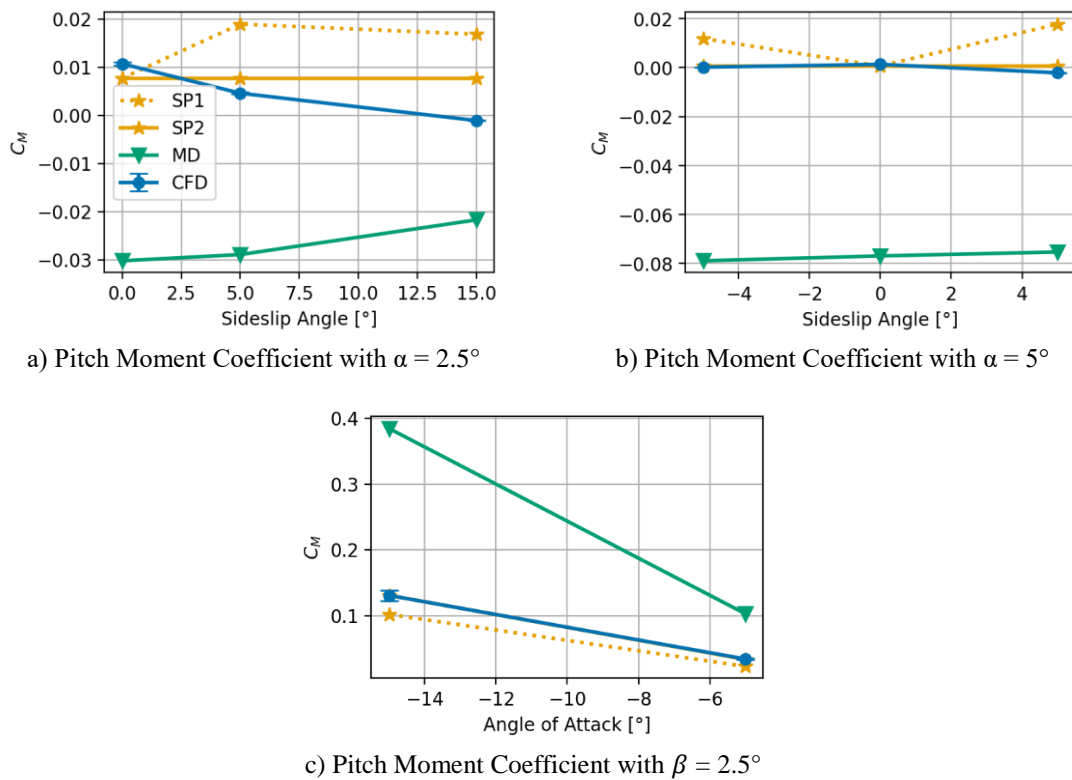 0.02
0.01
0.00
−0.01
−0.02
−0.03
C_M
SP1
SP2
MD
CFD
0.0 2.5 5.0 7.5 10.0 12.5 15.0
Sideslip Angle [°]
a) Pitch Moment Coefficient with α = 2.5°
0.02
0.00
−0.02
−0.04
−0.06
−0.08
C_M
−4 −2 0 2 4
Sideslip Angle [°]
b) Pitch Moment Coefficient with α = 5°
0.4
0.3
0.2
0.1
C_M
−14 −12 −10 −8 −6
Angle of Attack [°]
c) Pitch Moment Coefficient with β = 2.5°